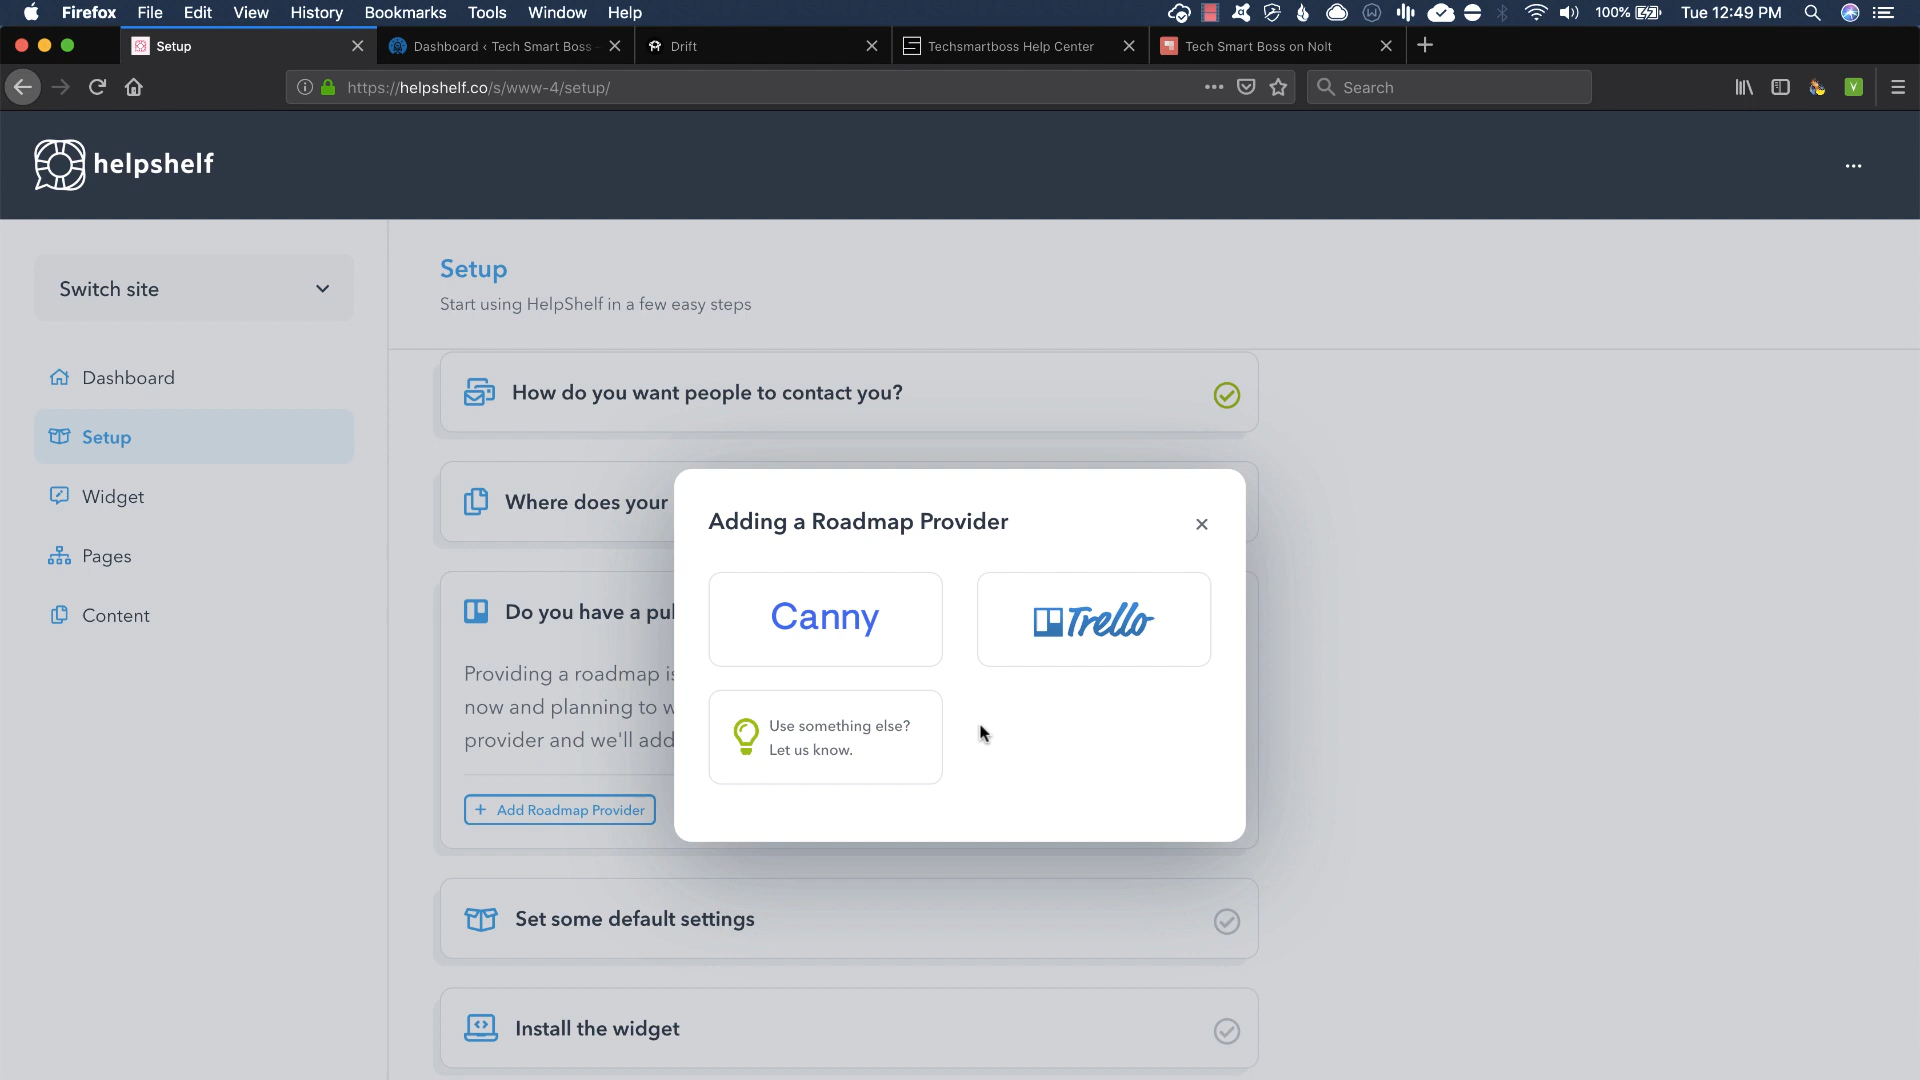 Firefox File Edit View History Bookmarks Tools Window Help 100% Tue 12:49 PM
Setup Dashboard ‹ Tech Smart Boss Drift Techsmartboss Help Center Tech Smart Boss on Nolt
https://helpshelf.co/s/www-4/setup/ Search
helpshelf
Switch site
Dashboard
Setup
Widget
Pages
Content
Setup
Start using HelpShelf in a few easy steps
How do you want people to contact you?
Where does your
Do you have a pu
Providing a roadmap is
now and planning to w
provider and we'll add
+ Add Roadmap Provider
Adding a Roadmap Provider
Canny
Trello
Use something else?
Let us know.
Set some default settings
Install the widget